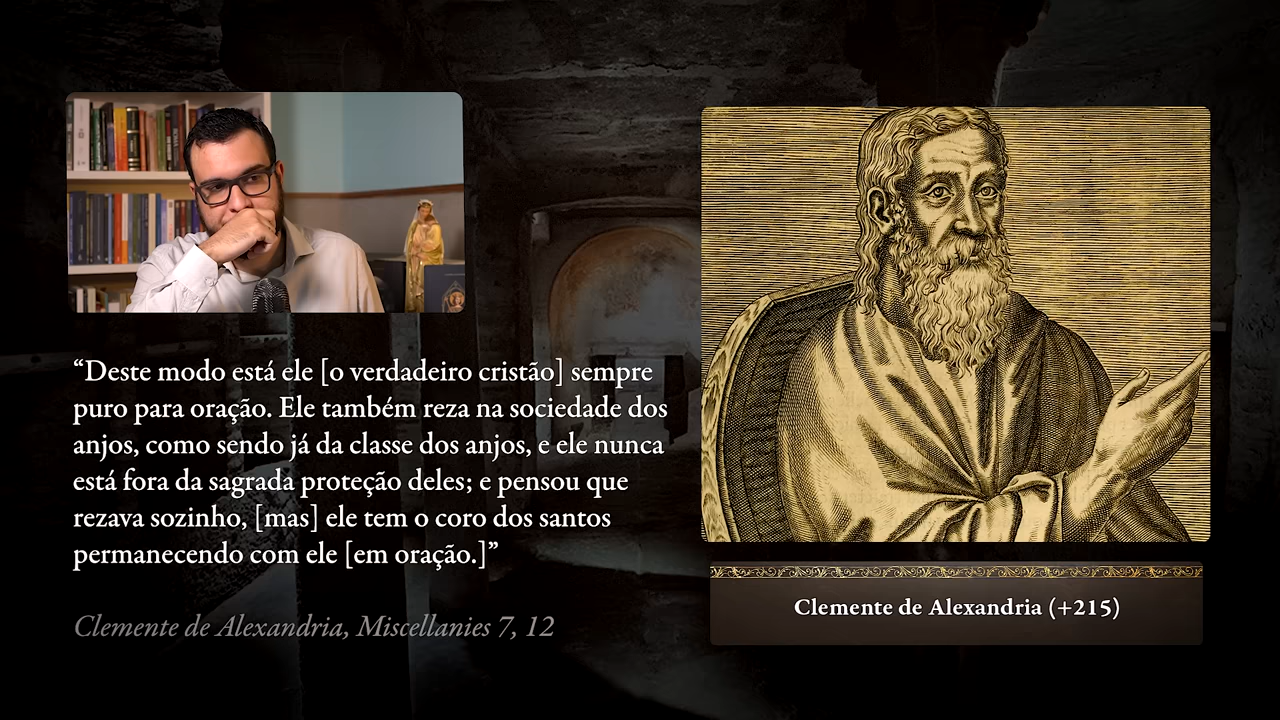 “Deste modo está ele [o verdadeiro cristão] sempre
puro para oração. Ele também reza na sociedade dos
anjos, como sendo já da classe dos anjos, e ele nunca
está fora da sagrada proteção deles; e pensou que
rezava sozinho, [mas] ele tem o coro dos santos
permanecendo com ele [em oração.]”
Clemente de Alexandria, Miscellanies 7, 12
Clemente de Alexandria (+215)